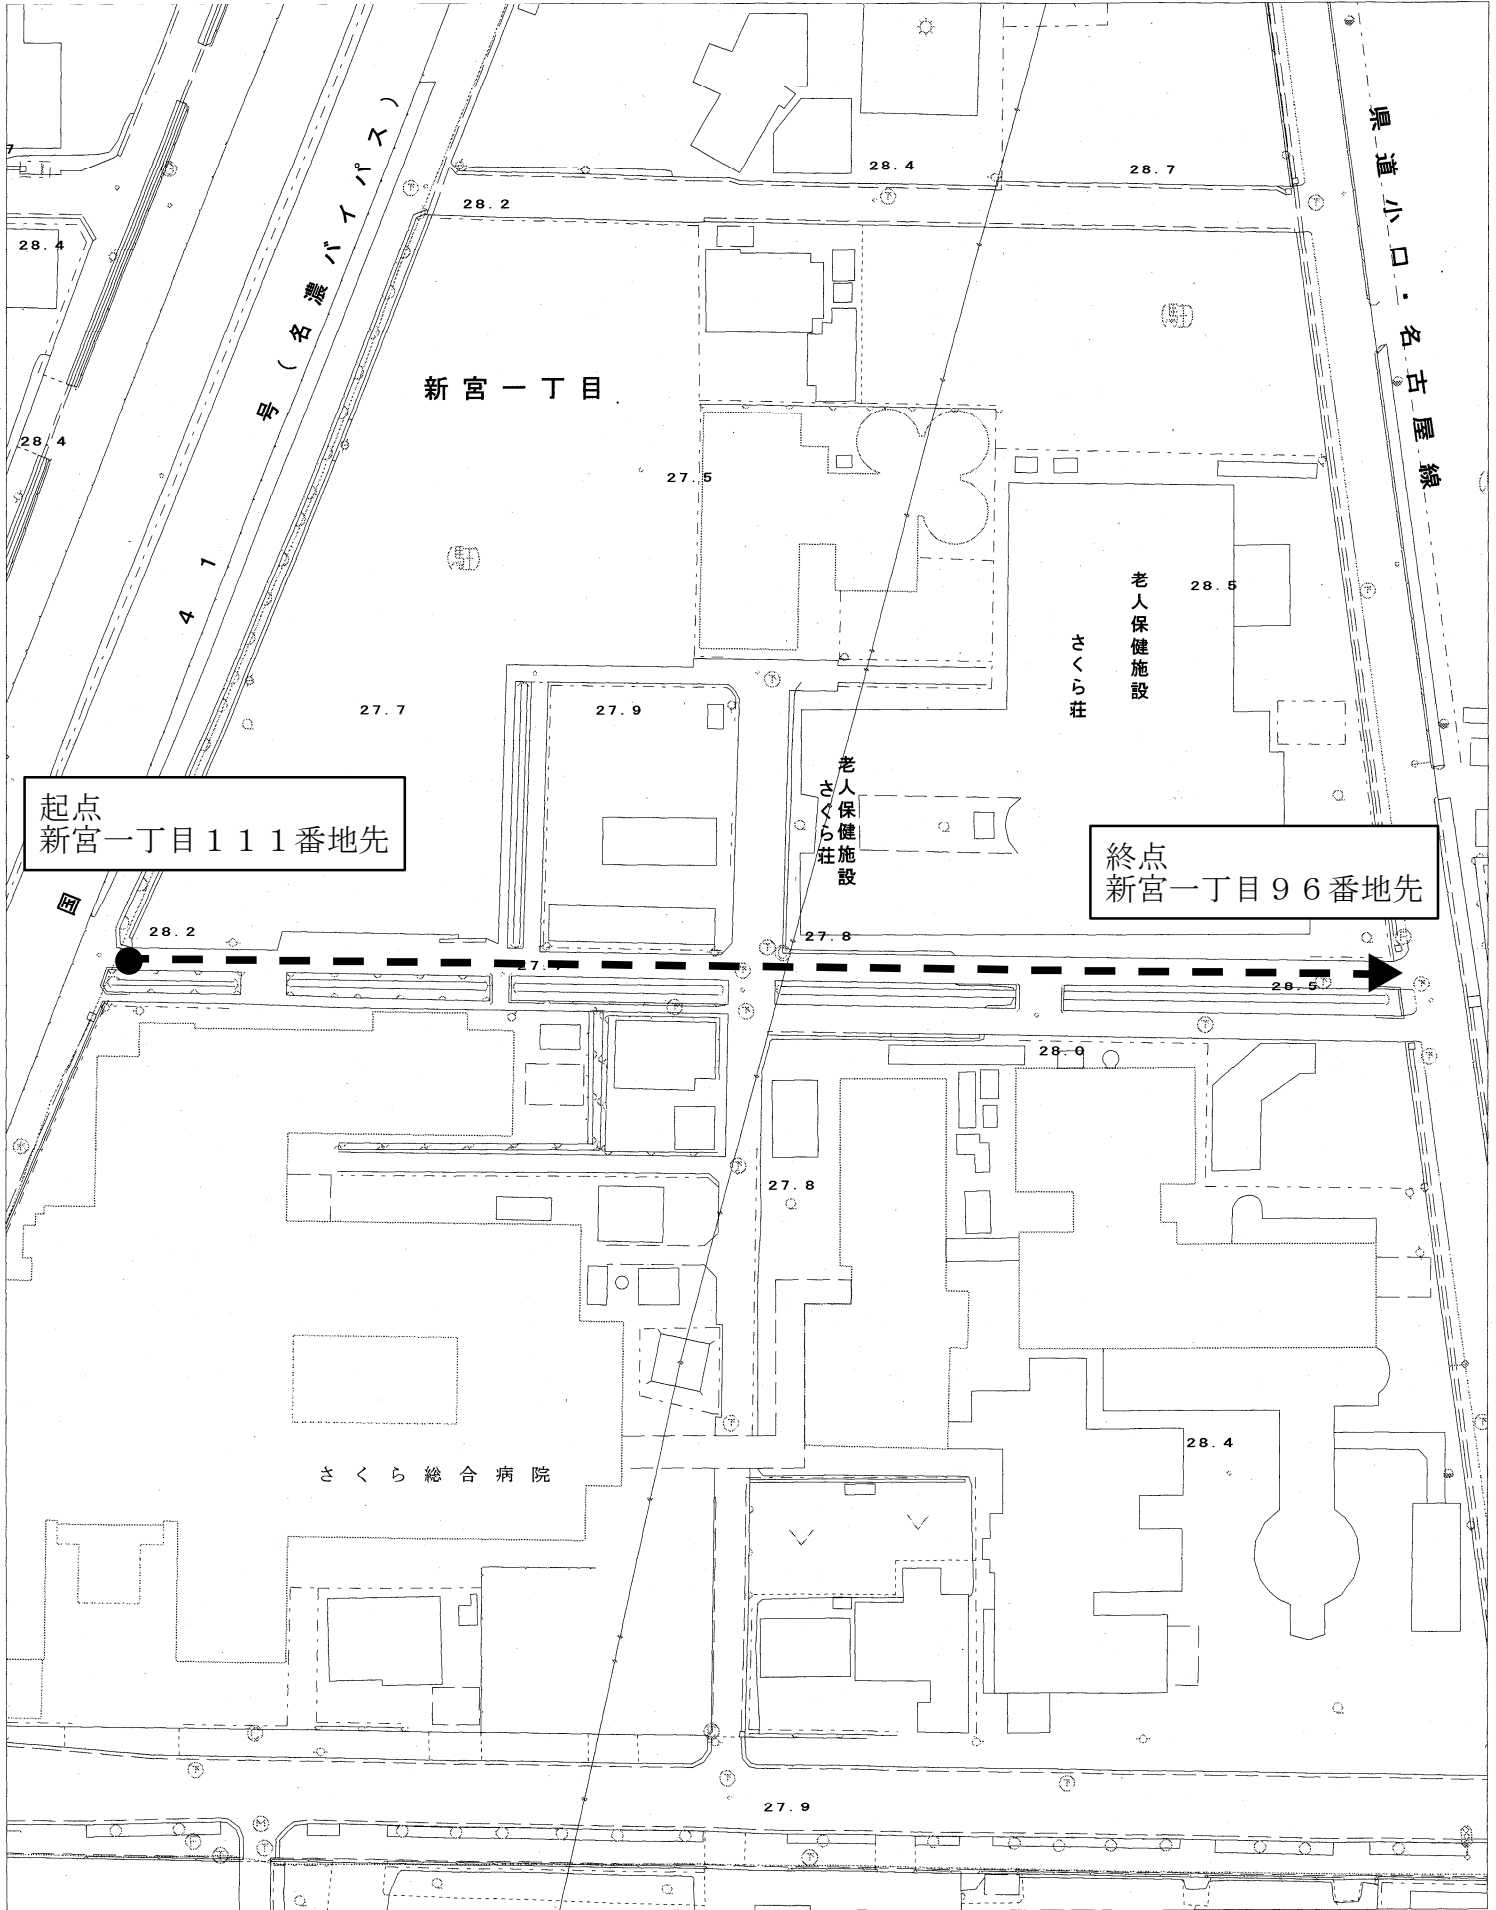 県道小口・名古屋線
28.4
28.7
28.2
28.4
国
41
号(名濃バイパス)
新宮一丁目
28.4
27.5
老人保健施設
さくら荘
28.5
27.7
27.9
老人保健施設
さくら荘
起点
新宮一丁目111番地先
終点
新宮一丁目96番地先
28.2
27.8
28.5
28.0
27.8
28.4
さくら総合病院
27.9